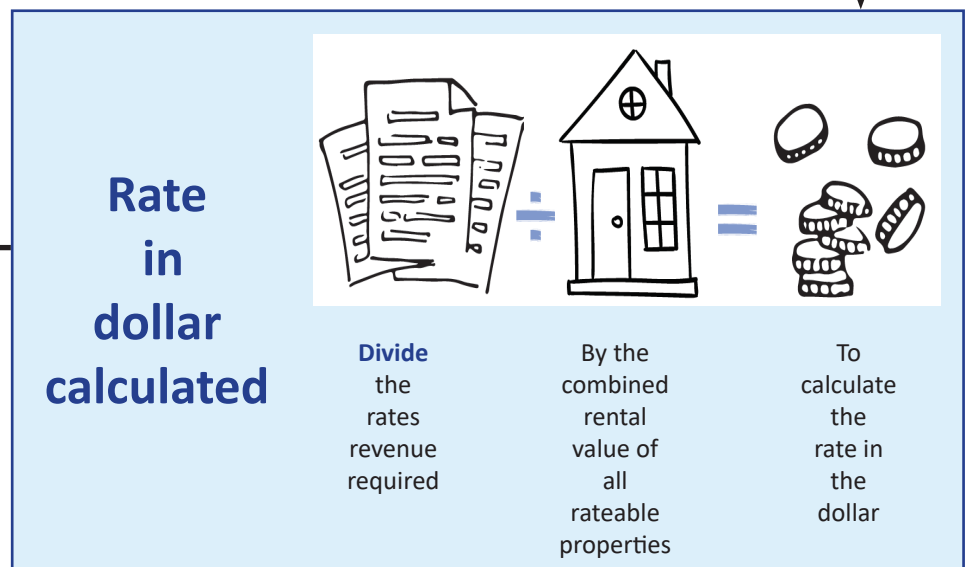 Rate
in
dollar
calculated
Divide
the
rates
revenue
required
By the
combined
rental
value of
all
rateable
properties
To
calculate
the
rate in
the
dollar